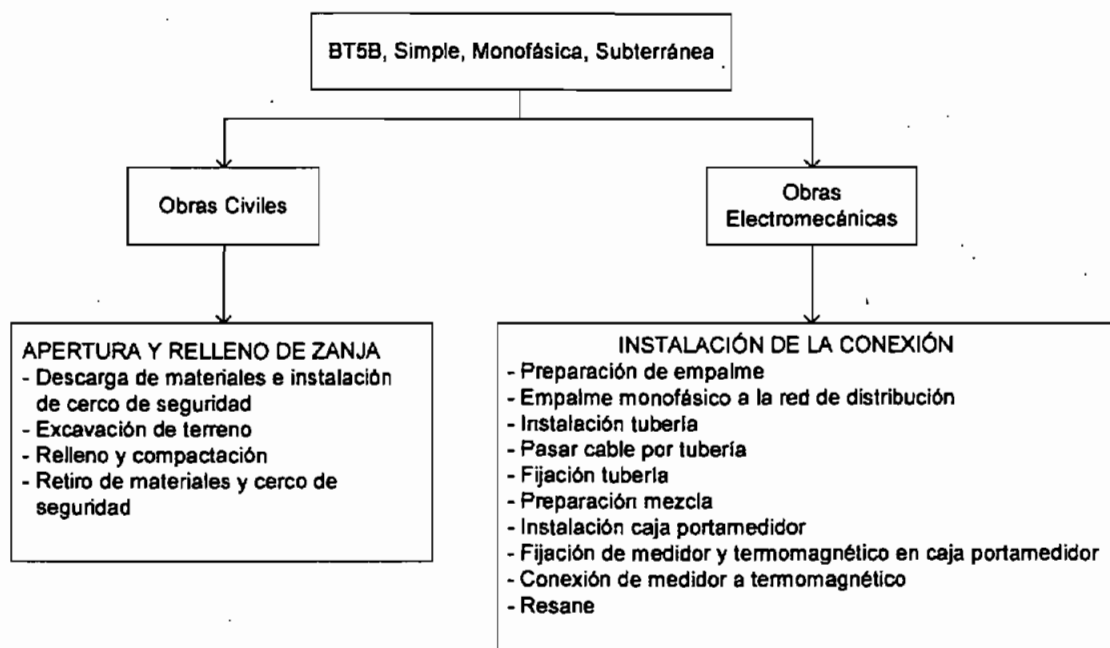 BT5B, Simple, Monofásica, Subterránea
Obras Civiles
Obras
Electromecánicas
APERTURA Y RELLENO DE ZANJA
- Descarga de materiales e instalación
de cerco de seguridad
- Excavación de terreno
- Relleno y compactación
- Retiro de materiales y cerco de
seguridad
INSTALACIÓN DE LA CONEXIÓN
- Preparación de empalme
- Empalme monofásico a la red de distribución
- Instalación tubería
- Pasar cable por tubería
- Fijación tubería
- Preparación mezcla
- Instalación caja portamedidor
- Fijación de medidor y termomagnético en caja portamedidor
- Conexión de medidor a termomagnético
- Resane